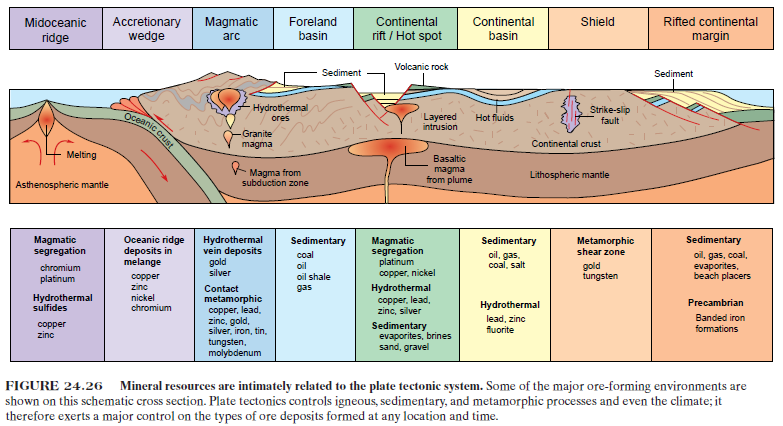 Midoceanic
ridge
Accretionary
wedge
Magmatic
arc
Foreland
basin
Continental
rift / Hot spot
Continental
basin
Shield
Rifted continental
margin
Sediment
Volcanic rock
Sediment
Oceanic crust
Hydrothermal
ores
Granite
magma
Layered
intrusion
Hot fluids
Strike-slip
fault
Continental crust
Melting
Asthenospheric mantle
Magma from
subduction zone
Basaltic
magma
from plume
Lithospheric mantle
Magmatic
segregation
chromium
platinum
Hydrothermal
sulfides
copper
zinc
Oceanic ridge
deposits in
melange
copper
zinc
nickel
chromium
Hydrothermal
vein deposits
gold
silver
Contact
metamorphic
copper, lead,
zinc, gold,
silver, iron, tin,
tungsten,
molybdenum
Sedimentary
coal
oil
oil shale
gas
Magmatic
segregation
platinum
copper, nickel
Hydrothermal
copper, lead,
zinc, silver
Sedimentary
evaporites, brines
sand, gravel
Sedimentary
oil, gas,
coal, salt
Hydrothermal
lead, zinc
fluorite
Metamorphic
shear zone
gold
tungsten
Sedimentary
oil, gas, coal,
evaporites,
beach placers
Precambrian
Banded iron
formations
FIGURE 24.26 Mineral resources are intimately related to the plate tectonic system. Some of the major ore-forming environments are
shown on this schematic cross section. Plate tectonics controls igneous, sedimentary, and metamorphic processes and even the climate; it
therefore exerts a major control on the types of ore deposits formed at any location and time.